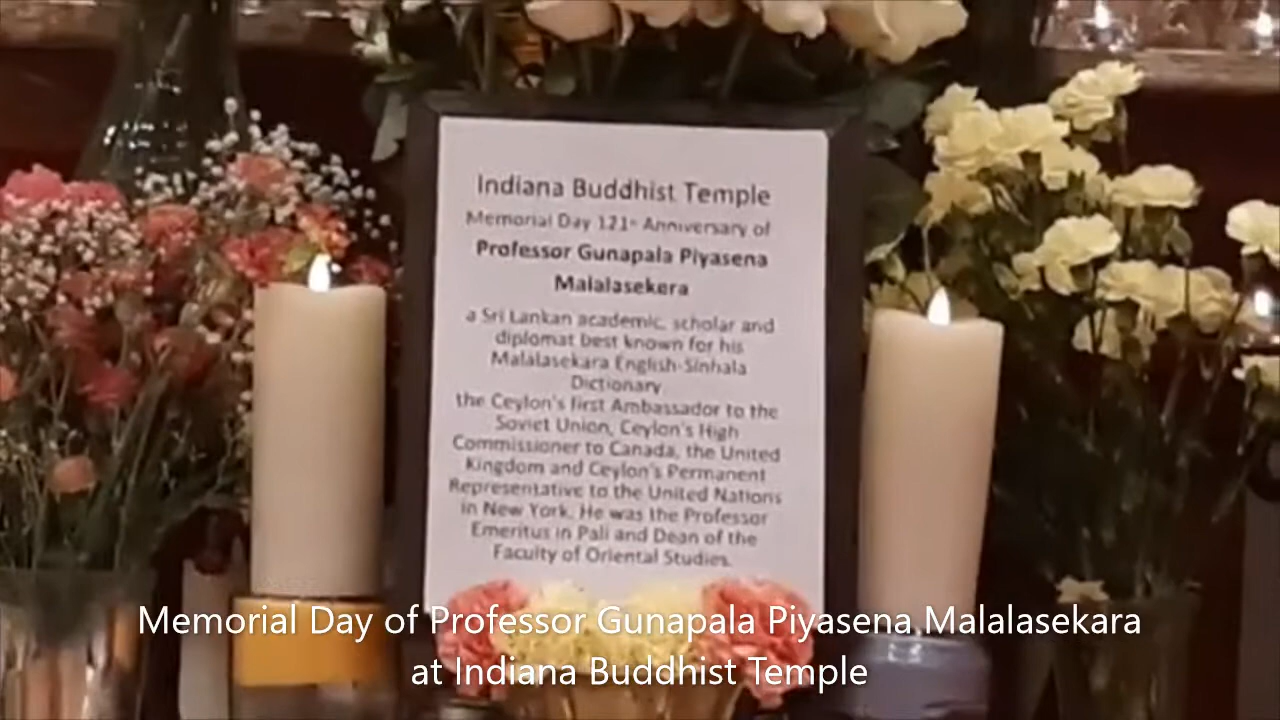 Indiana Buddhist Temple
Memorial Day 121st Anniversary of
Professor Gunapala Piyasena
Malalasekera
a Sri Lankan academic, scholar and
diplomat best known for his
Malalasekara English-Sinhala
Dictionary
the Ceylon's first Ambassador to the
Soviet Union, Ceylon's High
Commissioner to Canada, the United
Kingdom and Ceylon's Permanent
Representative to the United Nations
in New York. He was the Professor
Emeritus in Pali and Dean of the
Faculty of Oriental Studies.
Memorial Day of Professor Gunapala Piyasena Malalasekara
at Indiana Buddhist Temple